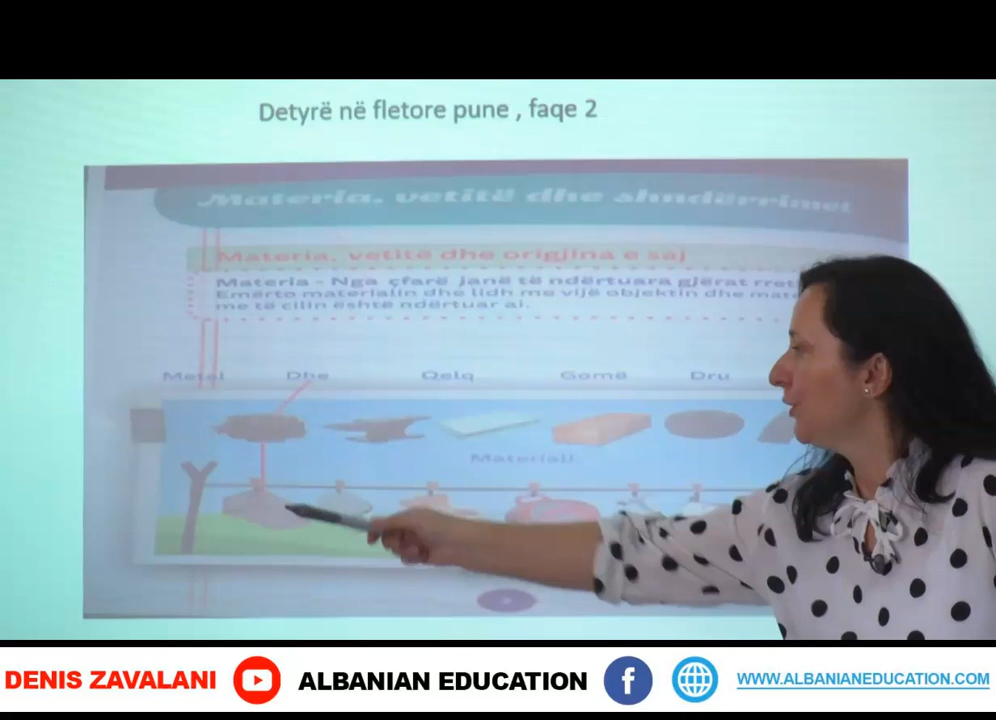 Detyrë në fletore pune , faqe 2
Materia, vetitë dhe shndërrimet
Materia, vetitë dhe origjina e saj
Materia - Nga çfarë janë të ndërtuara gjërat rret
Emërto materialin dhe lidh me vijë objektin dhe mate
me të cilin është ndërtuar ai.
Metal Dhe Qelq Gomë Dru
Materiali
DENIS ZAVALANI ALBANIAN EDUCATION f WWW.ALBANIANEDUCATION.COM